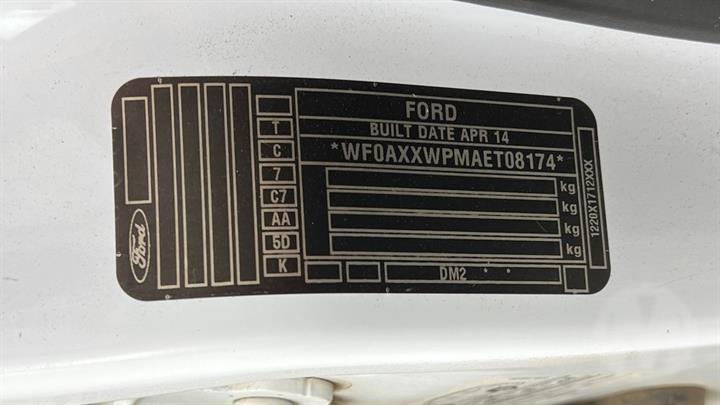 FORD
BUILT DATE APR 14
*WF0AXXWPMAET08174*
T
C
7
C7
AA
5D
K
kg
kg
kg
kg
DM2 * *
1220X1712XXX
Ford